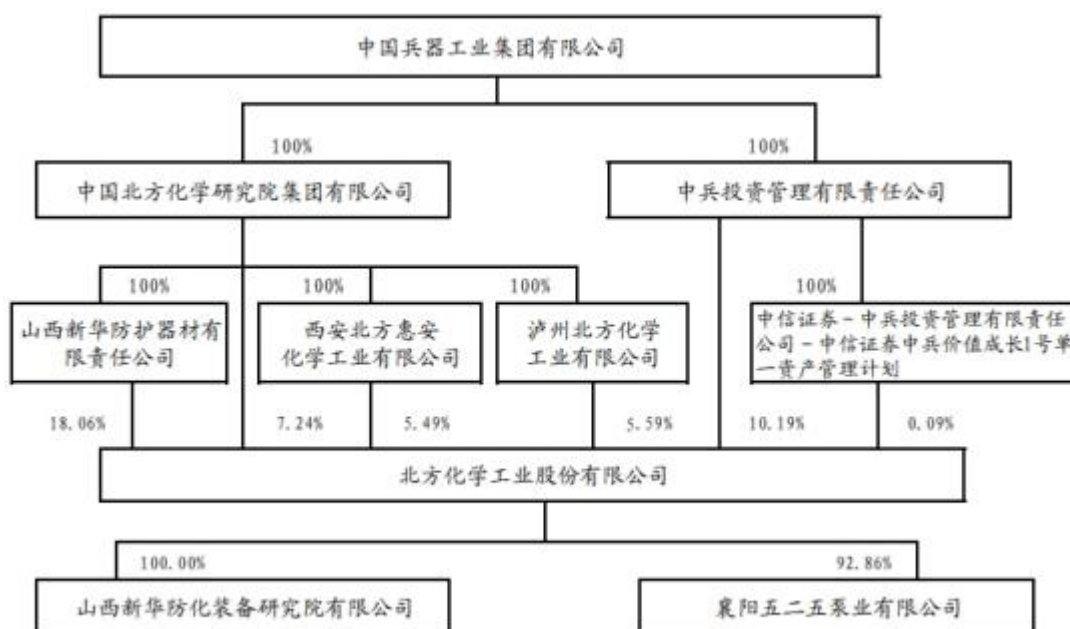 中国兵器工业集团有限公司
100%
100%
中国北方化学研究院集团有限公司
中兵投资管理有限责任公司
100%
100%
100%
100%
山西新华防护器材有
限责任公司
西安北方惠安
化学工业有限公司
泸州北方化学
工业有限公司
中信证券-中兵投资管理有限责任
公司-中信证券中兵价值成长1号单
一资产管理计划
18.06%
7.24%
5.49%
5.59%
10.19%
0.09%
北方化学工业股份有限公司
100.00%
92.86%
山西新华防化装备研究院有限公司
襄阳五二五泵业有限公司